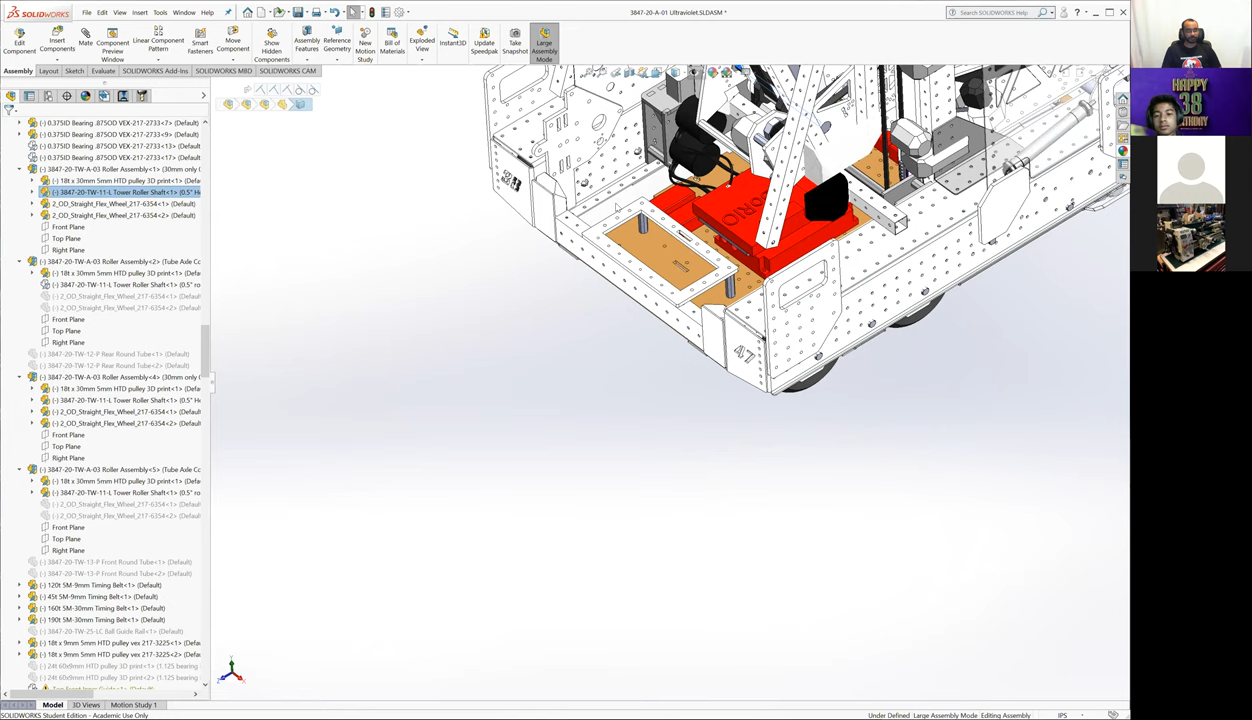 SOLIDWORKS
File
Edit
View
Insert
Tools
Window
Help
3847-20-A-01 Ultraviolet.SLDASM *
Search SOLIDWORKS Help
Edit Component
Insert Components
Mate
Component Preview Window
Linear Component Pattern
Smart Fasteners
Move Component
Show Hidden Components
Assembly Features
Reference Geometry
New Motion Study
Bill of Materials
Exploded View
Instant3D
Update Speedpak
Take Snapshot
Large Assembly Mode
Assembly
Layout
Sketch
Evaluate
SOLIDWORKS Add-Ins
SOLIDWORKS MBD
SOLIDWORKS CAM
(-) 0.375ID Bearing .875OD VEX-217-2733<7> (Default)
(-) 0.375ID Bearing .875OD VEX-217-2733<9> (Default)
(-) 0.375ID Bearing .875OD VEX-217-2733<13> (Default)
(-) 0.375ID Bearing .875OD VEX-217-2733<17> (Default)
(-) 3847-20-TW-A-03 Roller Assembly<1> (30mm only (
(-) 18t x 30mm 5mm HTD pulley 3D print<1> (Default)
(-) 3847-20-TW-11-L Tower Roller Shaft<1> (0.5" He
2_OD_Straight_Flex_Wheel_217-6354<1> (Default)
2_OD_Straight_Flex_Wheel_217-6354<2> (Default)
Front Plane
Top Plane
Right Plane
(-) 3847-20-TW-A-03 Roller Assembly<2> (Tube Axle Cc
(-) 18t x 30mm 5mm HTD pulley 3D print<1> (Default)
(-) 3847-20-TW-11-L Tower Roller Shaft<1> (0.5" ro
(-) 2_OD_Straight_Flex_Wheel_217-6354<1> (Default)
(-) 2_OD_Straight_Flex_Wheel_217-6354<2> (Default)
Front Plane
Top Plane
Right Plane
(-) 3847-20-TW-12-P Rear Round Tube<1> (Default)
(-) 3847-20-TW-12-P Rear Round Tube<2> (Default)
(-) 3847-20-TW-A-03 Roller Assembly<4> (30mm only (
(-) 18t x 30mm 5mm HTD pulley 3D print<1> (Default)
(-) 3847-20-TW-11-L Tower Roller Shaft<1> (0.5" He
(-) 2_OD_Straight_Flex_Wheel_217-6354<1> (Default)
(-) 2_OD_Straight_Flex_Wheel_217-6354<2> (Default)
Front Plane
Top Plane
Right Plane
(-) 3847-20-TW-A-03 Roller Assembly<5> (Tube Axle Cc
(-) 18t x 30mm 5mm HTD pulley 3D print<1> (Default)
(-) 3847-20-TW-11-L Tower Roller Shaft<1> (0.5" ro
(-) 2_OD_Straight_Flex_Wheel_217-6354<1> (Default)
(-) 2_OD_Straight_Flex_Wheel_217-6354<2> (Default)
Front Plane
Top Plane
Right Plane
(-) 3847-20-TW-13-P Front Round Tube<1> (Default)
(-) 3847-20-TW-13-P Front Round Tube<2> (Default)
(-) 120t 5M-9mm Timing Belt<1> (Default)
(-) 45t 5M-9mm Timing Belt<1> (Default)
(-) 160t 5M-30mm Timing Belt<1> (Default)
(-) 190t 5M-30mm Timing Belt<1> (Default)
(-) 3847-20-TW-25-LC Ball Guide Rail<1> (Default)
(-) 18t x 9mm 5mm HTD pulley vex 217-3225<1> (Defau
(-) 18t x 9mm 5mm HTD pulley vex 217-3225<2> (Defau
(-) 24t 60x9mm HTD pulley 3D print<1> (1.125 bearing
(-) 24t 60x9mm HTD pulley 3D print<2> (1.125 bearing
38
47
HAPPY
38
Model
3D Views
Motion Study 1
SOLIDWORKS Student Edition - Academic Use Only
Under Defined
Large Assembly Mode
Editing Assembly
IPS